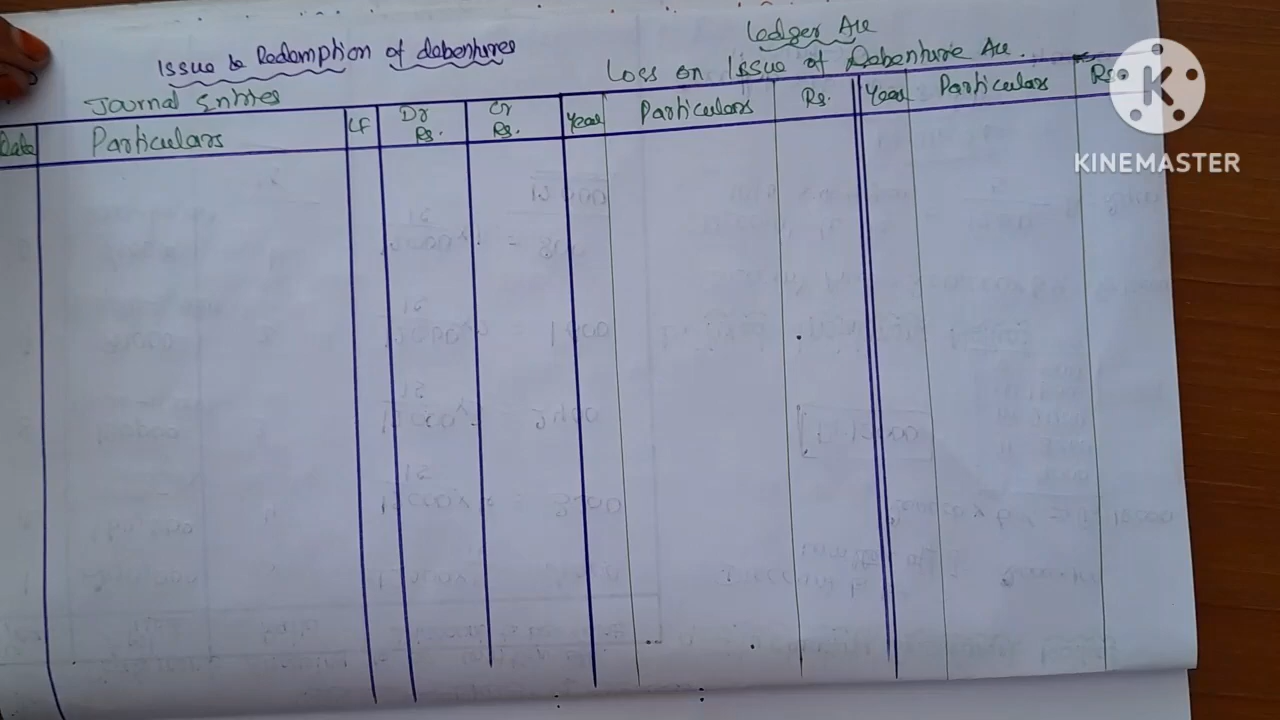 Issue & Redemption of debentures
Journal Entries
Date Particulars LF Dr Rs. Cr Rs.
Ledger A/c
Loss on Issue of Debenture A/c.
Year Particulars Rs. Year Particulars Rs.
KINEMASTER